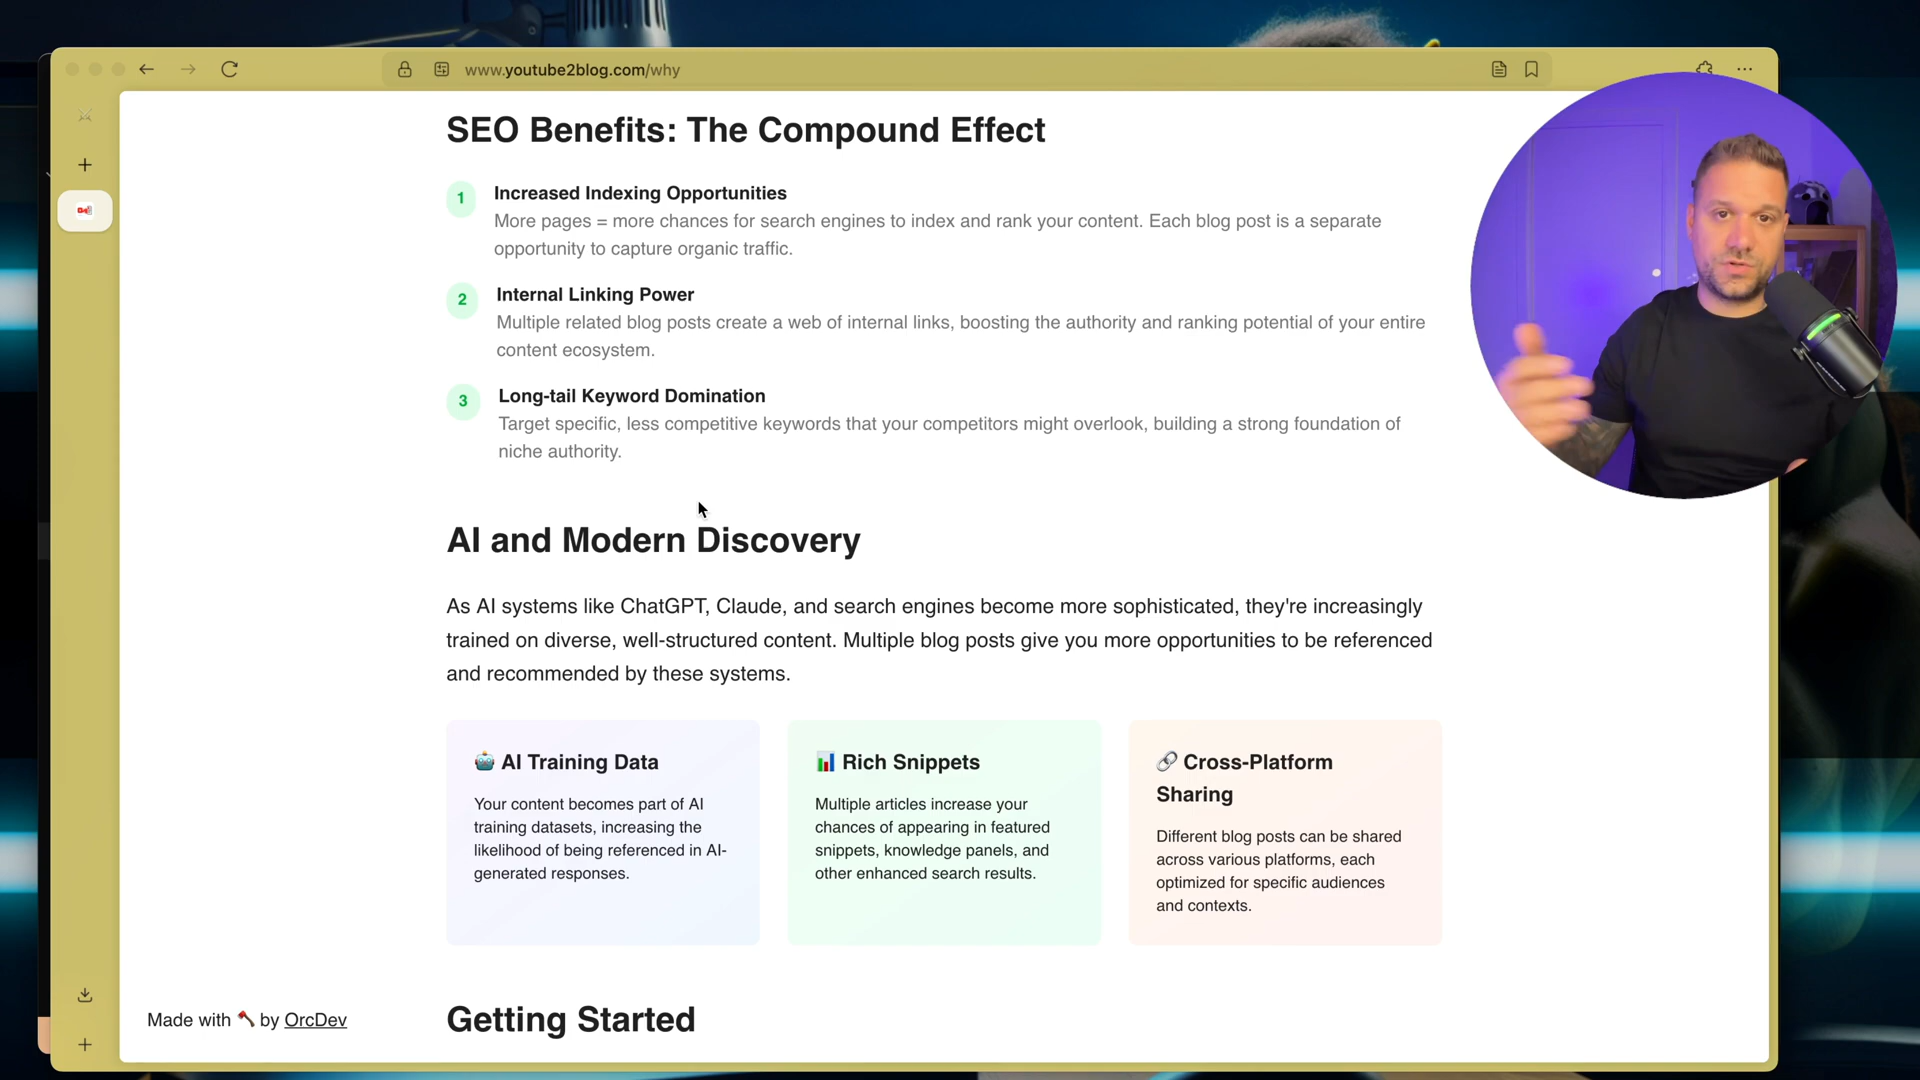 www.youtube2blog.com/why
SEO Benefits: The Compound Effect
1
Increased Indexing Opportunities
More pages = more chances for search engines to index and rank your content. Each blog post is a separate
opportunity to capture organic traffic.
2
Internal Linking Power
Multiple related blog posts create a web of internal links, boosting the authority and ranking potential of your entire
content ecosystem.
3
Long-tail Keyword Domination
Target specific, less competitive keywords that your competitors might overlook, building a strong foundation of
niche authority.
AI and Modern Discovery
As AI systems like ChatGPT, Claude, and search engines become more sophisticated, they're increasingly
trained on diverse, well-structured content. Multiple blog posts give you more opportunities to be referenced
and recommended by these systems.
🤖 AI Training Data
Your content becomes part of AI
training datasets, increasing the
likelihood of being referenced in AI-
generated responses.
📊 Rich Snippets
Multiple articles increase your
chances of appearing in featured
snippets, knowledge panels, and
other enhanced search results.
🔗 Cross-Platform
Sharing
Different blog posts can be shared
across various platforms, each
optimized for specific audiences
and contexts.
Made with 🪓 by OrcDev
Getting Started